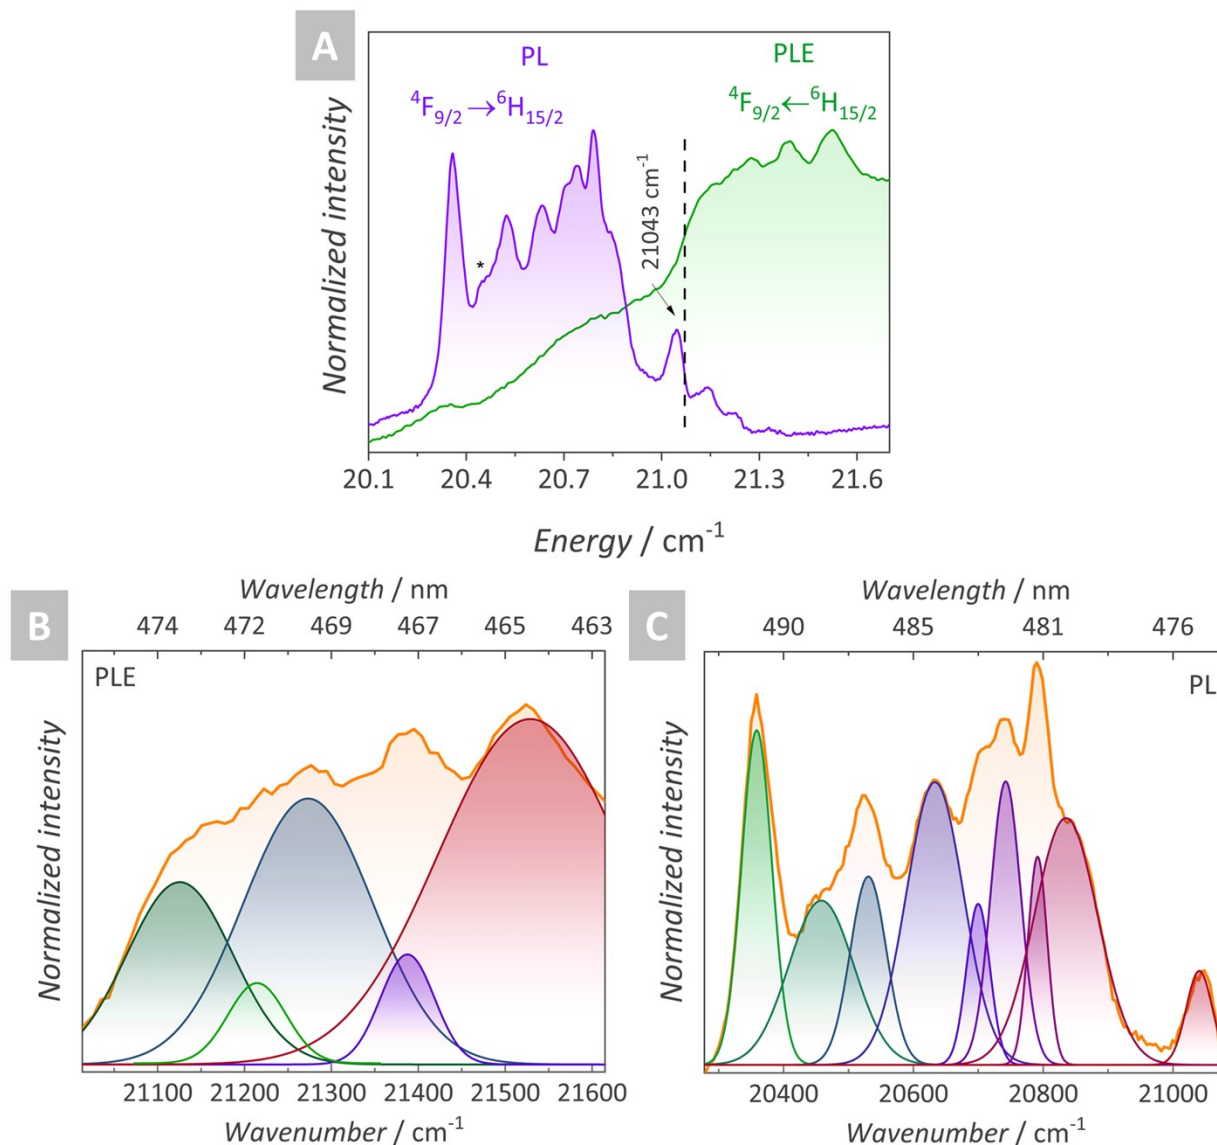 A
PL
PLE
⁴F₉/₂→⁶H₁₅/₂
⁴F₉/₂←⁶H₁₅/₂
Normalized intensity
21043 cm⁻¹
*
20.1 20.4 20.7 21.0 21.3 21.6
Energy / cm⁻¹
B
Wavelength / nm
474 472 469 467 465 463
PLE
Normalized intensity
21100 21200 21300 21400 21500 21600
Wavenumber / cm⁻¹
C
Wavelength / nm
490 485 481 476
PL
Normalized intensity
20400 20600 20800 21000
Wavenumber / cm⁻¹